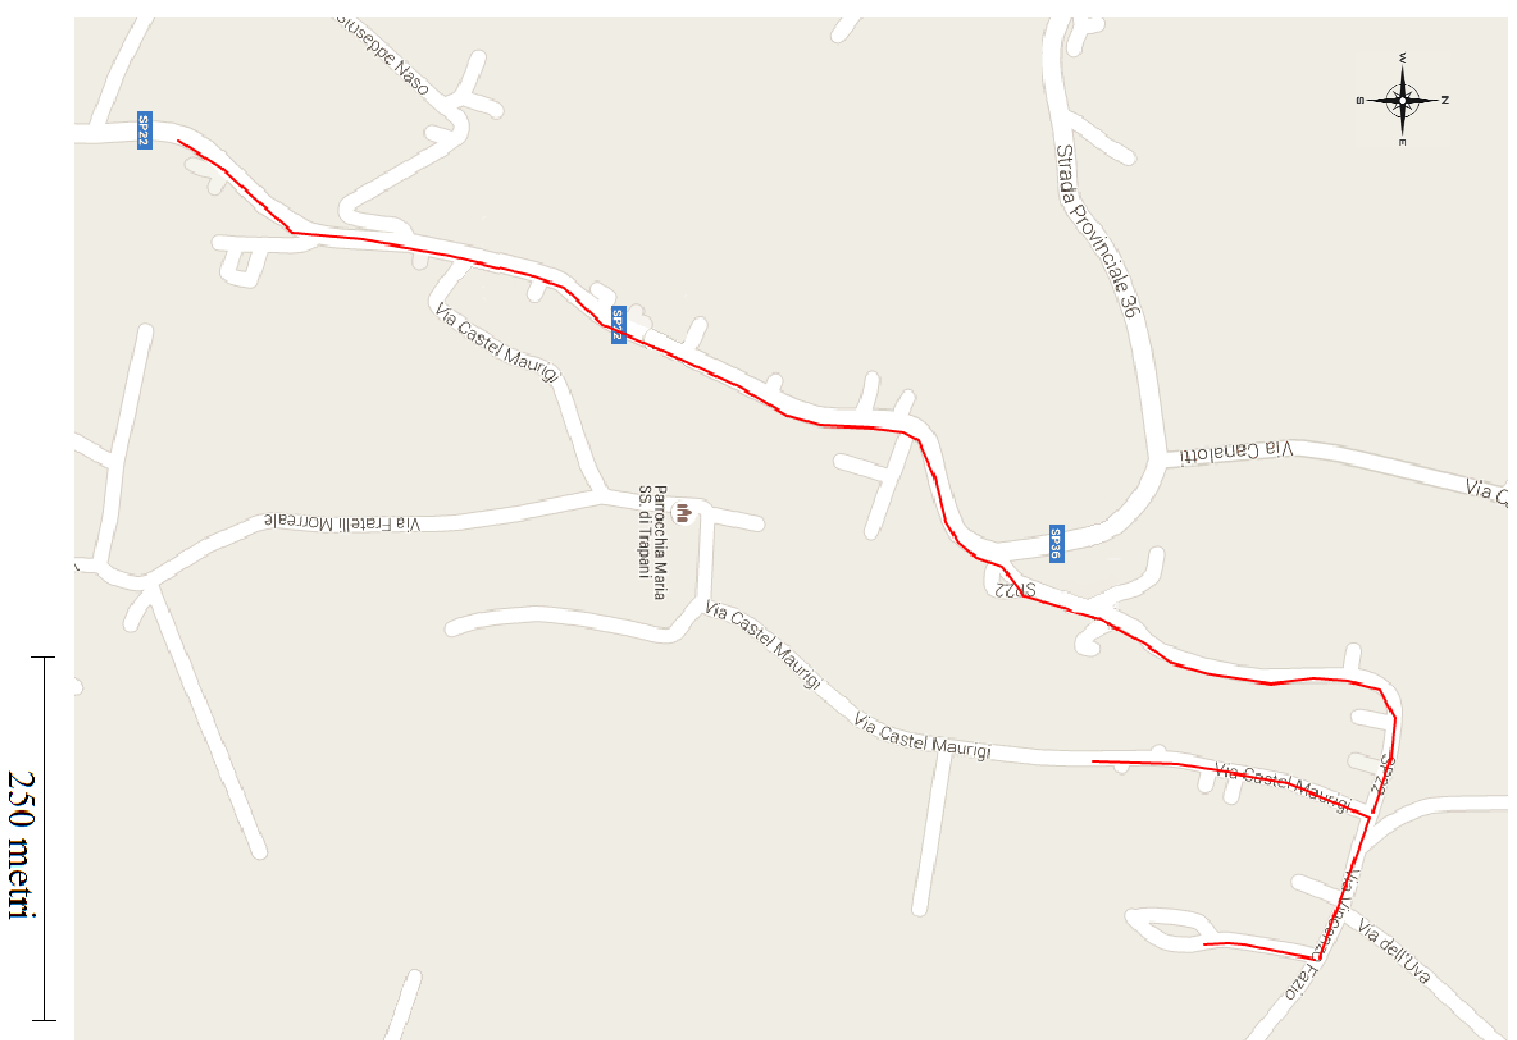 Giuseppe Naso
W
S
N
E
SP22
Strada Provinciale 36
Via Castel Maurigi
SP22
Via Canalotti
Via C
Via Fratelli Morreale
Parrocchia Maria
SS. di Trapani
SP36
SP22
Via Castel Maurigi
Via Castel Maurigi
Via Castel Maurigi
SP22
Via Vincenzo Fazio
Via dell'Uva
250 metri